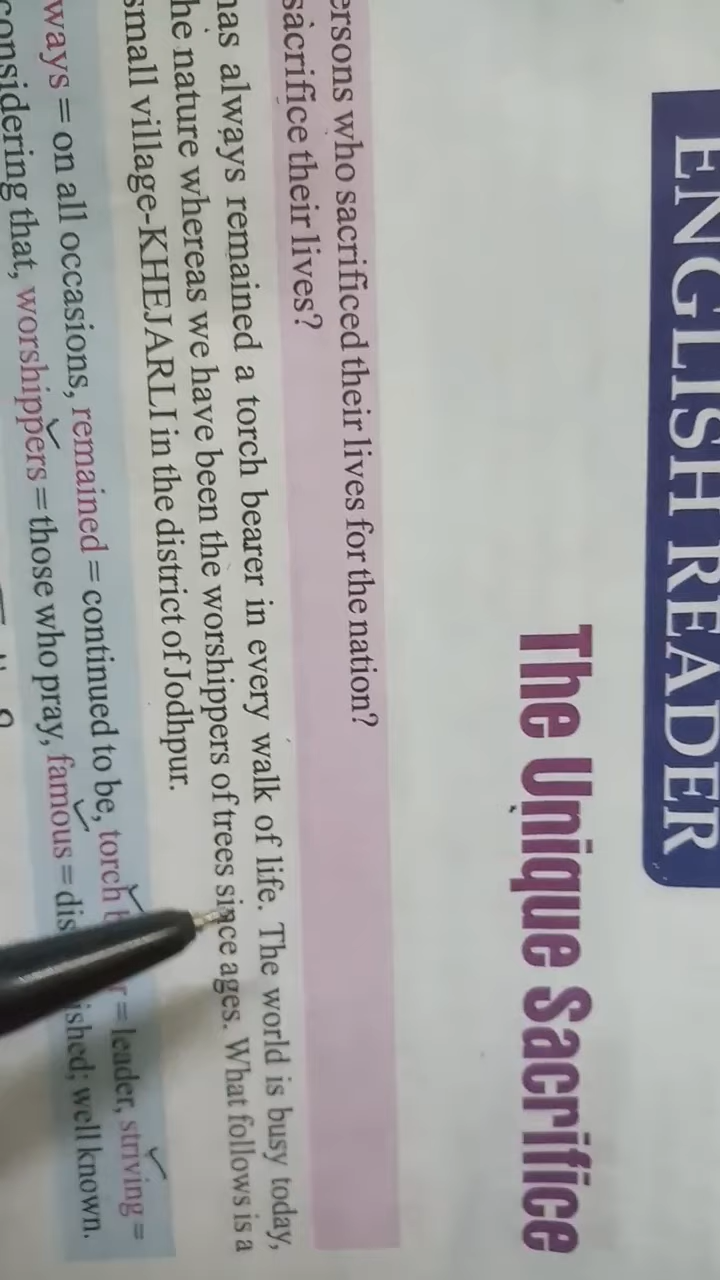 ENGLISH READER
The Unique Sacrifice
ersons who sacrificed their lives for the nation?
sacrifice their lives?
has always remained a torch bearer in every walk of life. The world is busy today,
he nature whereas we have been the worshippers of trees since ages. What follows is a
small village-KHEJARLI in the district of Jodhpur.
ways = on all occasions, remained = continued to be, torch = leader, striving =
considering that, worshippers = those who pray, famous = dis ished; well known.